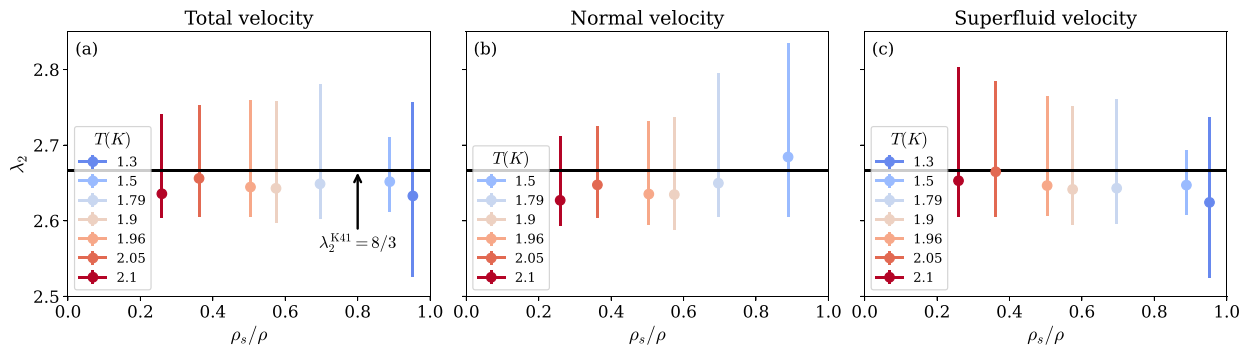 Total velocity
(a)
λ₂
2.8
2.7
2.6
2.5
T(K)
1.3
1.5
1.79
1.9
1.96
2.05
2.1
λ₂ᴷ⁴¹ = 8/3
0.0 0.2 0.4 0.6 0.8 1.0
ρₛ/ρ
Normal velocity
(b)
T(K)
1.5
1.79
1.9
1.96
2.05
2.1
0.0 0.2 0.4 0.6 0.8 1.0
ρₛ/ρ
Superfluid velocity
(c)
T(K)
1.3
1.5
1.79
1.9
1.96
2.05
2.1
0.0 0.2 0.4 0.6 0.8 1.0
ρₛ/ρ